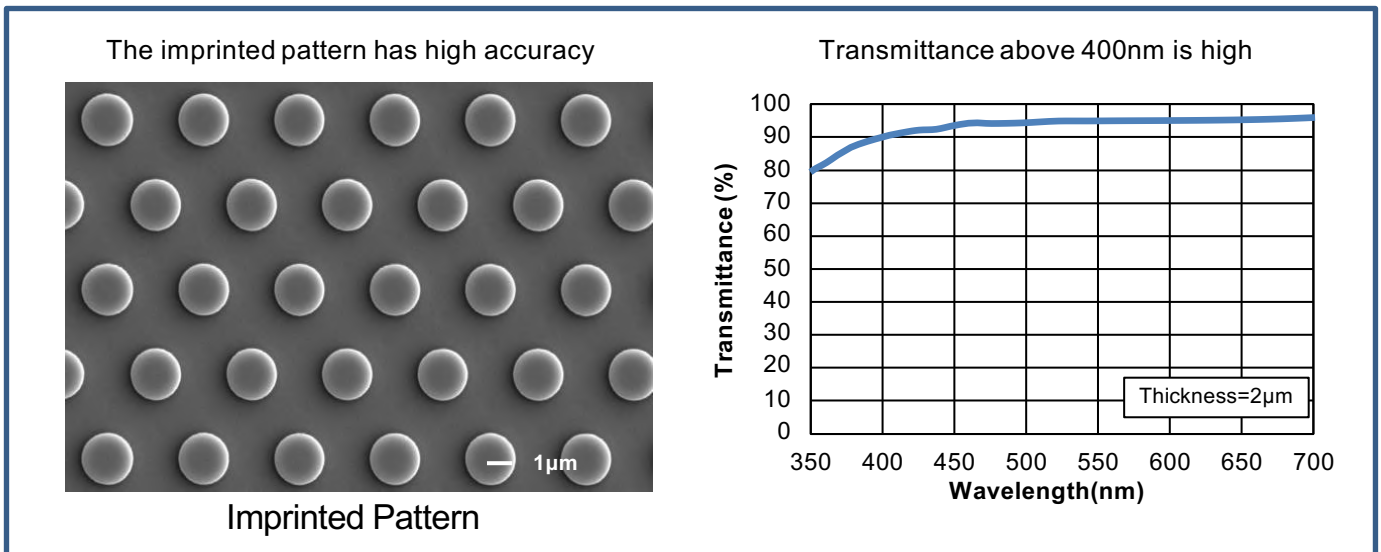 The imprinted pattern has high accuracy
1µm
Imprinted Pattern
Transmittance above 400nm is high
Transmittance (%)
100
90
80
70
60
50
40
30
20
10
0
Thickness=2µm
350 400 450 500 550 600 650 700
Wavelength(nm)